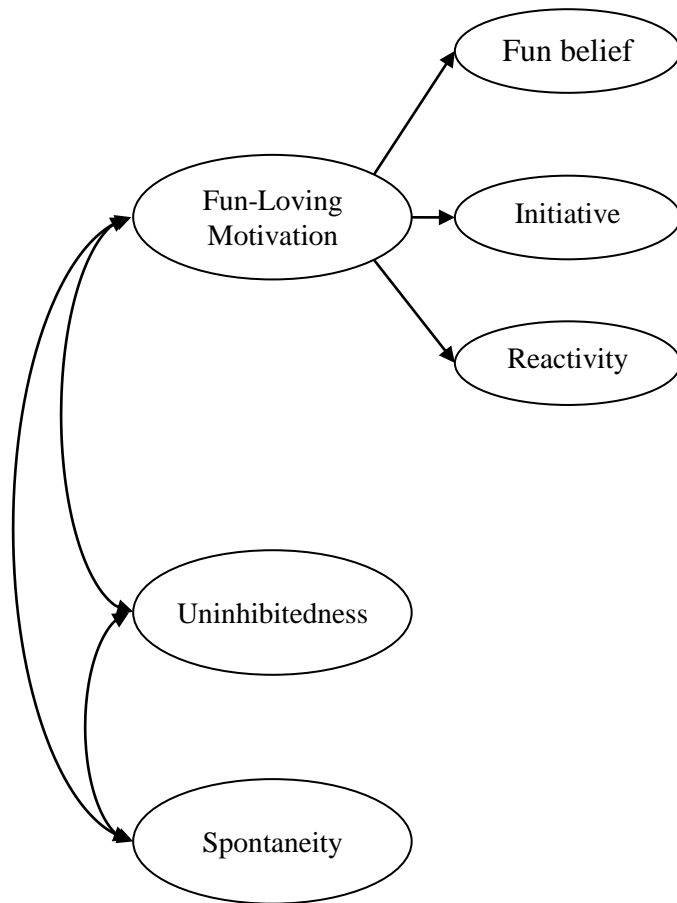 Fun belief
Fun-Loving
Motivation
Initiative
Reactivity
Uninhibitedness
Spontaneity